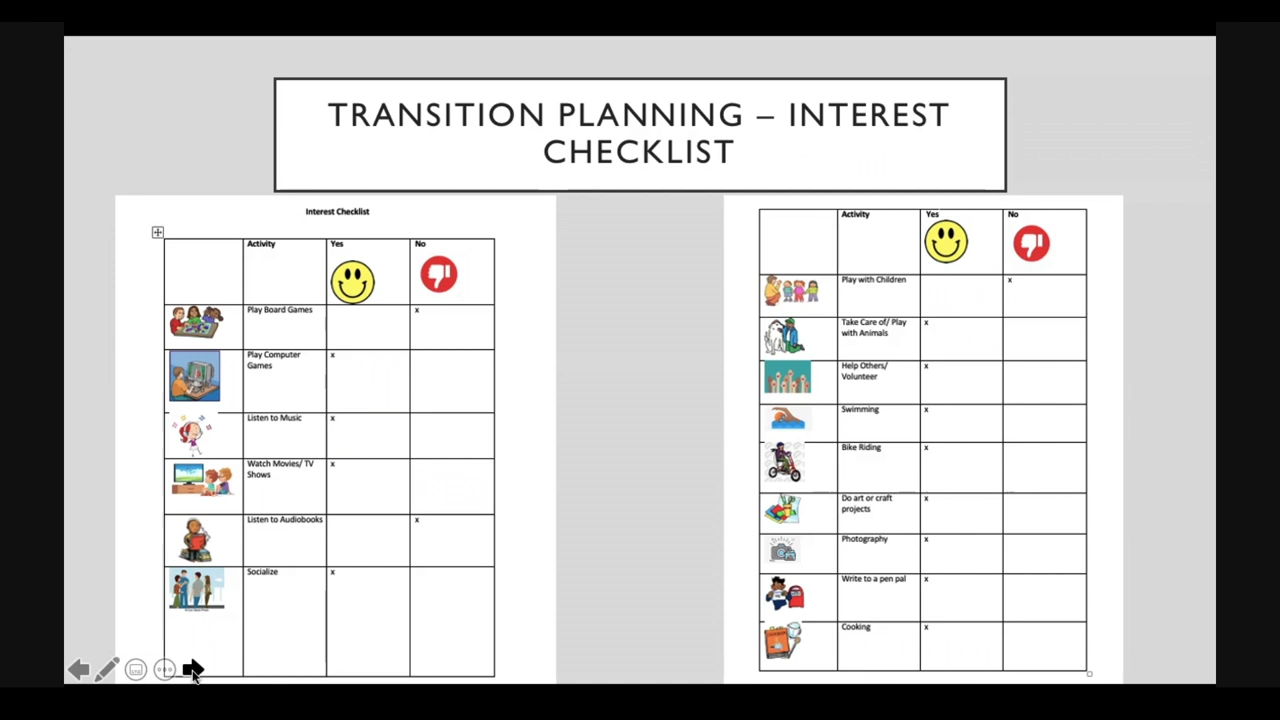 TRANSITION PLANNING – INTEREST
CHECKLIST
Interest Checklist
Activity Yes No
Play Board Games x
Play Computer x
Games
Listen to Music x
Watch Movies/ TV x
Shows
Listen to Audiobooks x
Socialize x
Activity Yes No
Play with Children x
Take Care of/ Play x
with Animals
Help Others/ x
Volunteer
Swimming x
Bike Riding x
Do art or craft x
projects
Photography x
Write to a pen pal x
Cooking x